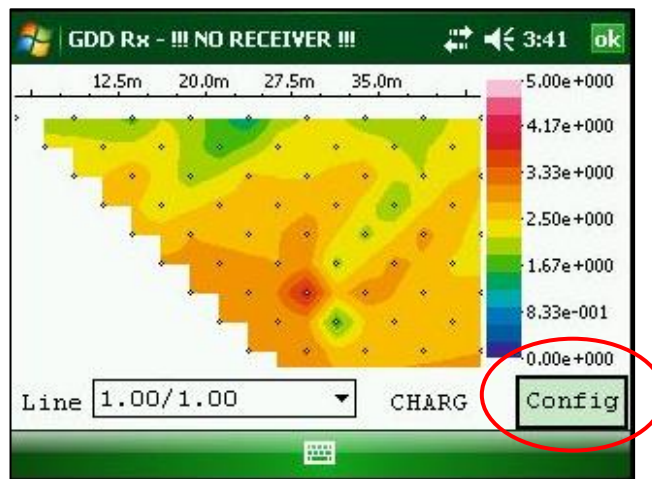 GDD Rx - !!! NO RECEIVER !!! 3:41 ok
12.5m 20.0m 27.5m 35.0m
5.00e+000
4.17e+000
3.33e+000
2.50e+000
1.67e+000
8.33e-001
0.00e+000
Line 1.00/1.00 CHARG Config